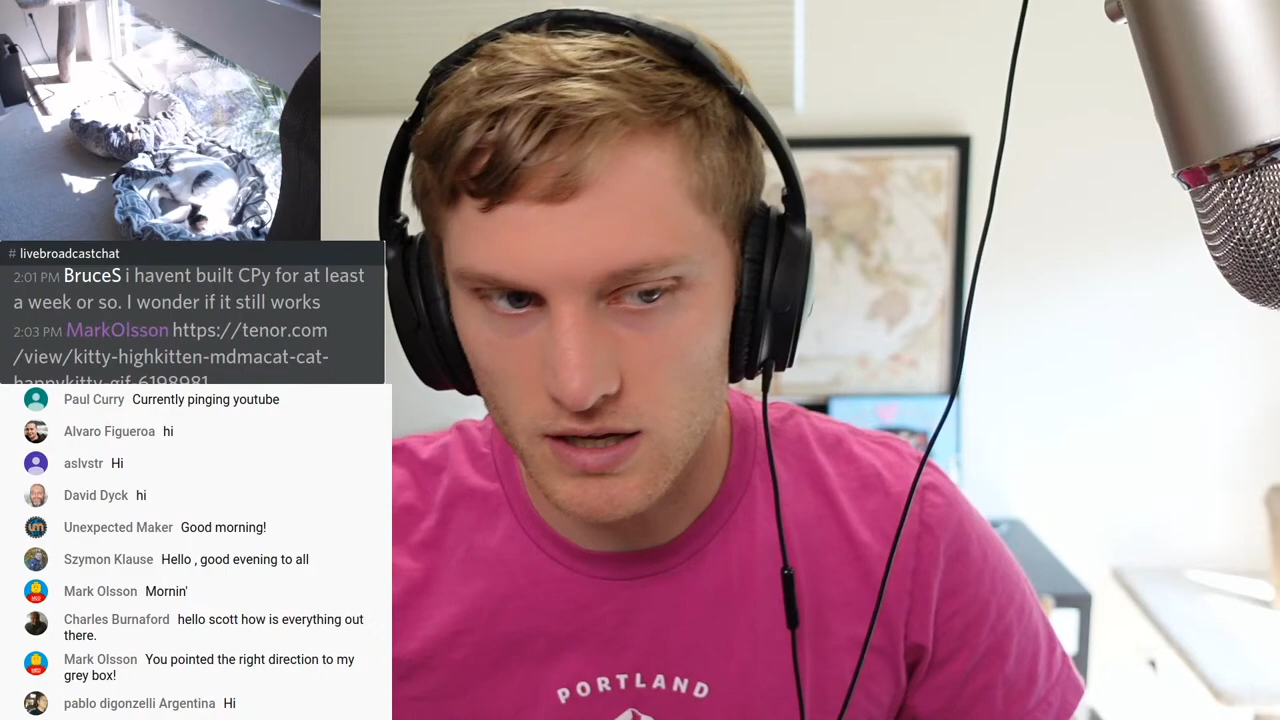 # livebroadcastchat
2:01 PM BruceS i havent built CPy for at least
a week or so. I wonder if it still works
2:03 PM MarkOlsson https://tenor.com
/view/kitty-highkitten-mdmacat-cat-
happykitty-gif-6198981
Paul Curry Currently pinging youtube
Alvaro Figueroa hi
aslvstr Hi
David Dyck hi
Unexpected Maker Good morning!
Szymon Klause Hello , good evening to all
Mark Olsson Mornin'
Charles Burnaford hello scott how is everything out
there.
Mark Olsson You pointed the right direction to my
grey box!
pablo digonzelli Argentina Hi
PORTLAND